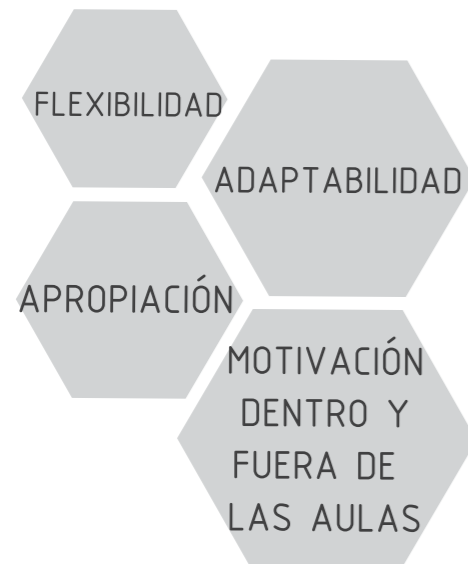 FLEXIBILIDAD
ADAPTABILIDAD
APROPIACIÓN
MOTIVACIÓN
DENTRO Y
FUERA DE
LAS AULAS